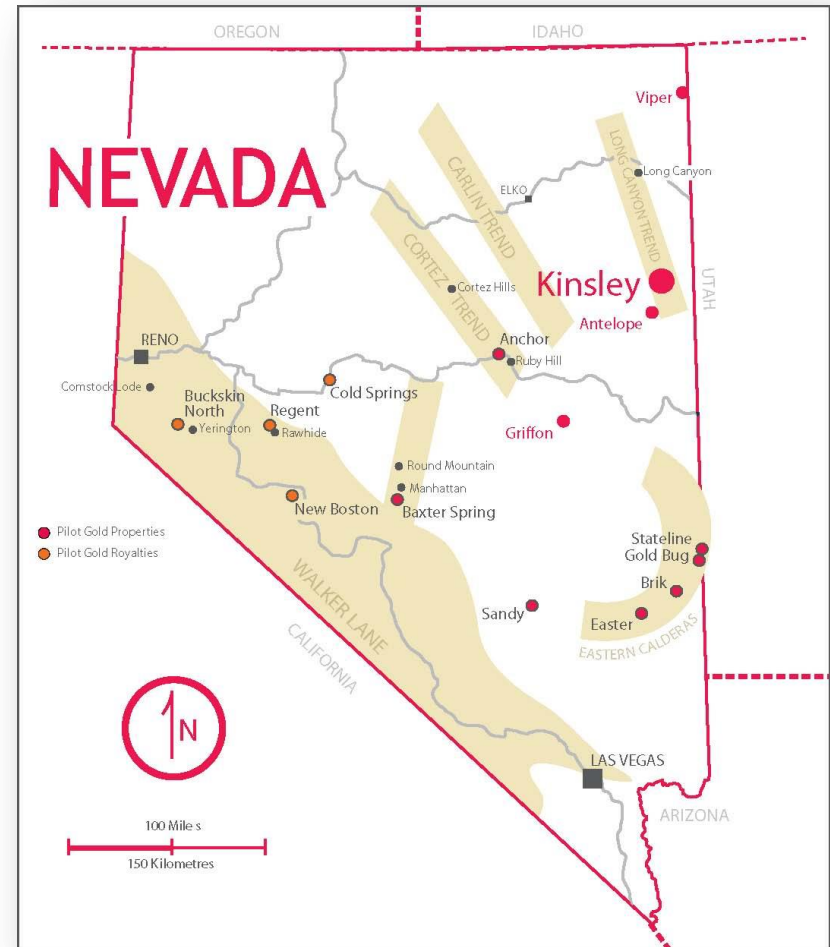 OREGON
IDAHO
Viper
NEVADA
CARLIN TREND
LONG CANYON TREND
Long Canyon
ELKO
CORTEZ TREND
Cortez Hills
Kinsley
UTAH
Antelope
RENO
Anchor
Ruby Hill
Comstock Lode
Buckskin
North
Yerington
Regent
Rawhide
Cold Springs
Griffon
Round Mountain
Manhattan
Baxter Spring
New Boston
Pilot Gold Properties
Pilot Gold Royalties
Stateline
Gold Bug
Brik
Sandy
Easter
EASTERN CALDERAS
WALKER LANE
CALIFORNIA
N
LAS VEGAS
ARIZONA
100 Mile s
150 Kilometres